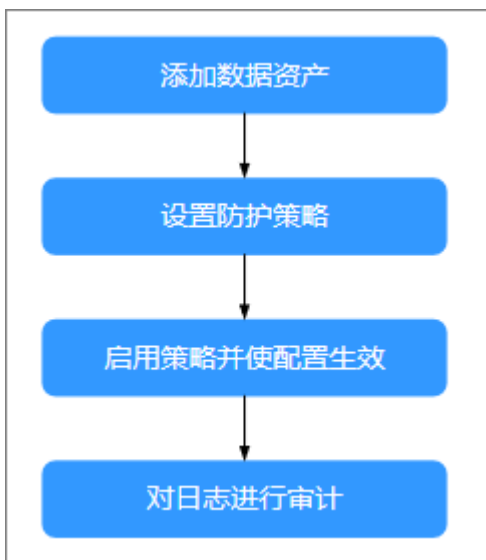 添加数据资产
设置防护策略
启用策略并使配置生效
对日志进行审计